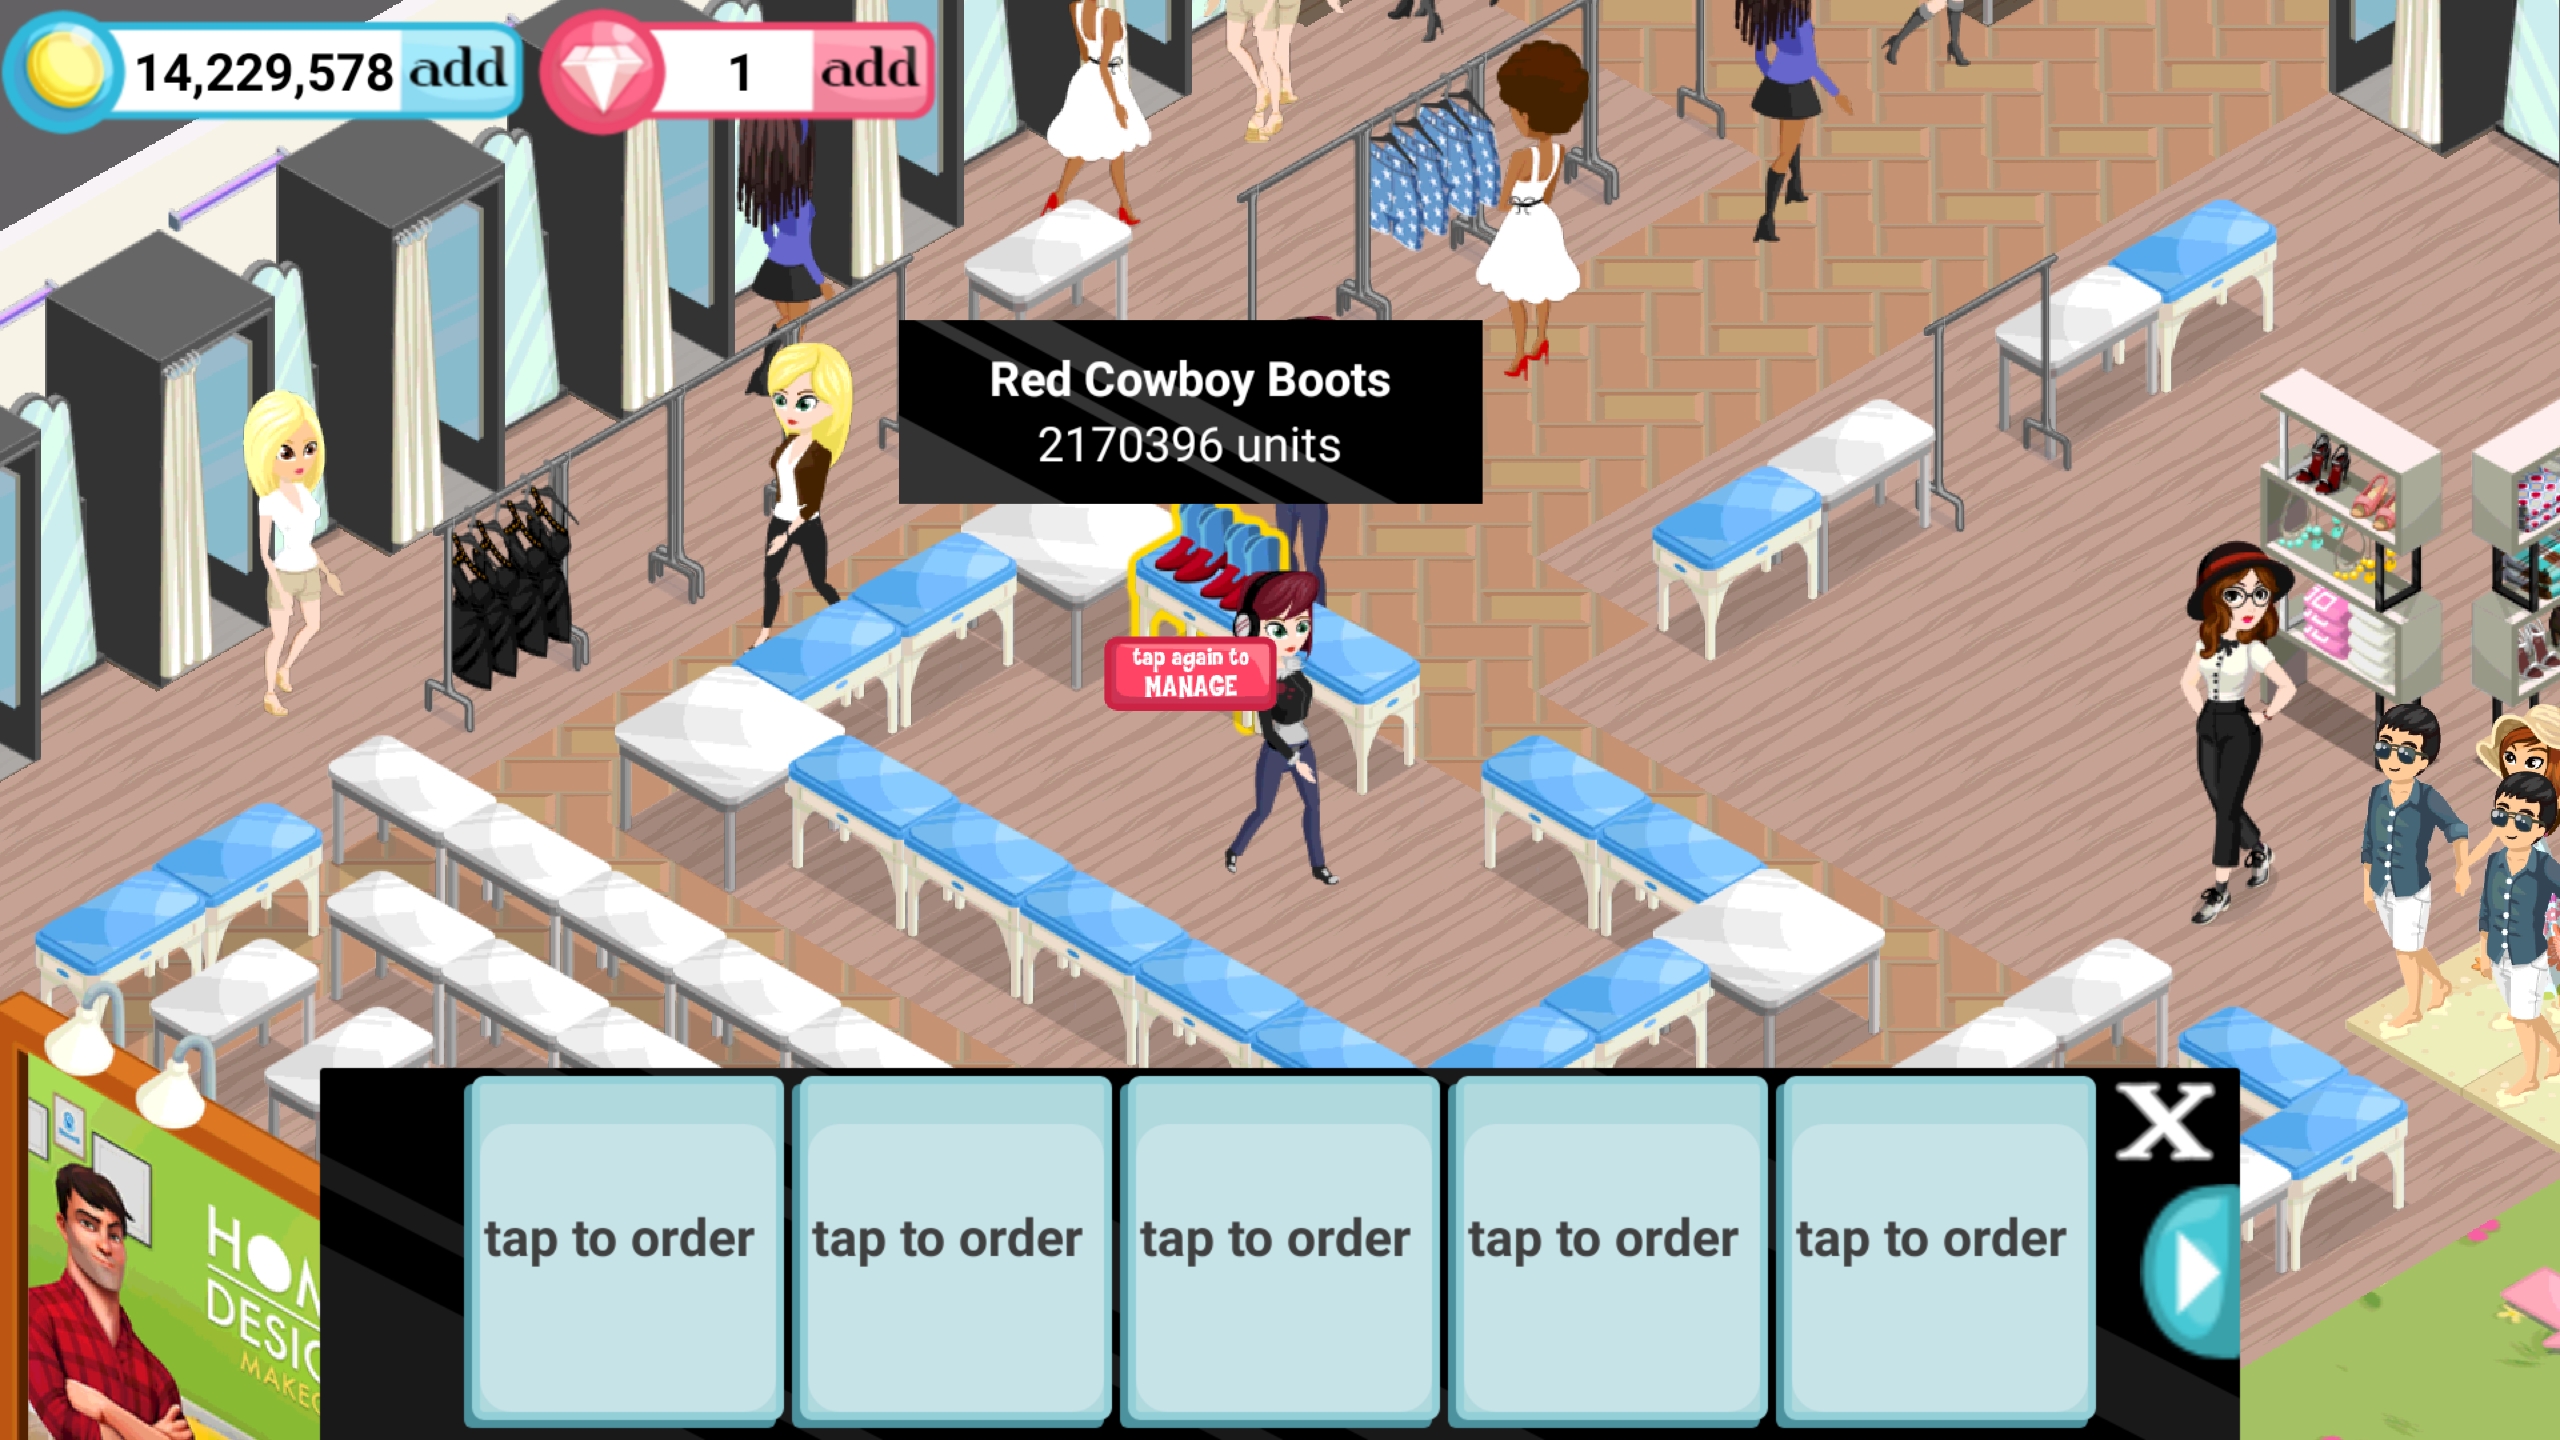 14,229,578 add
1 add
Red Cowboy Boots
2170396 units
tap again to
MANAGE
tap to order
tap to order
tap to order
tap to order
tap to order
X
DESIG